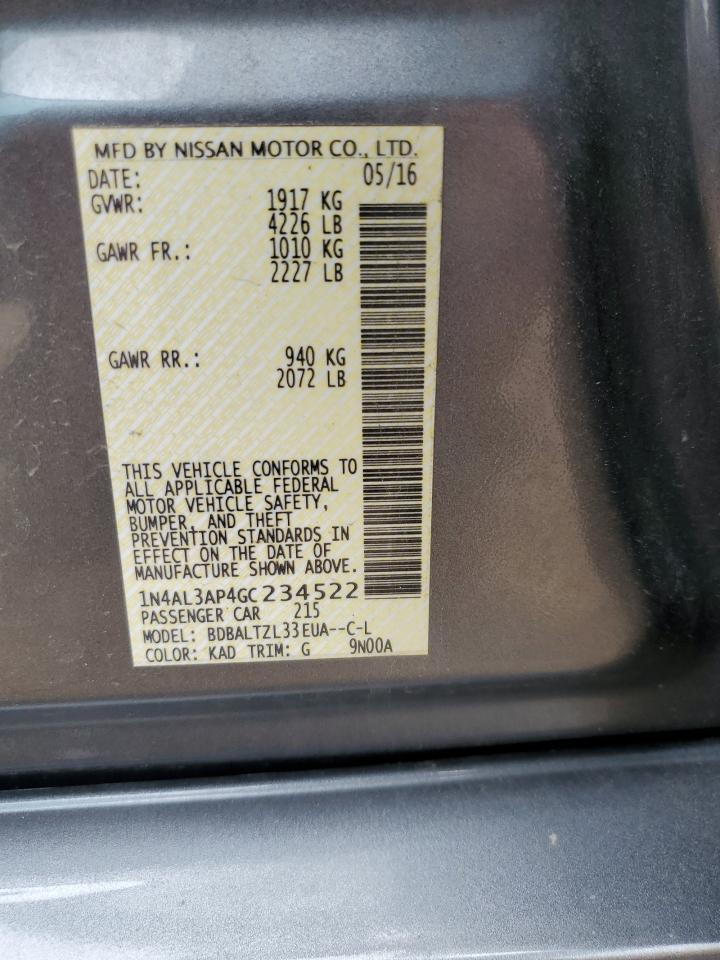 MFD BY NISSAN MOTOR CO., LTD.
DATE: 05/16
GVWR: 1917 KG
4226 LB
GAWR FR.: 1010 KG
2227 LB
GAWR RR.: 940 KG
2072 LB
THIS VEHICLE CONFORMS TO
ALL APPLICABLE FEDERAL
MOTOR VEHICLE SAFETY,
BUMPER, AND THEFT
PREVENTION STANDARDS IN
EFFECT ON THE DATE OF
MANUFACTURE SHOWN ABOVE.
1N4AL3AP4GC234522
PASSENGER CAR 215
MODEL: BDBALTZL33EUA--C-L
COLOR: KAD TRIM: G 9N00A